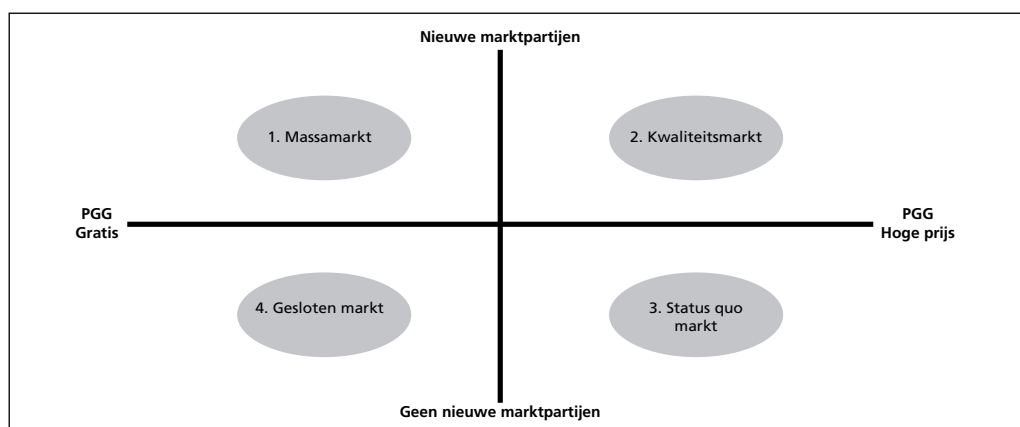 Nieuwe marktpartijen
1. Massamarkt
2. Kwaliteitsmarkt
PGG
Gratis
PGG
Hoge prijs
4. Gesloten markt
3. Status quo
markt
Geen nieuwe marktpartijen